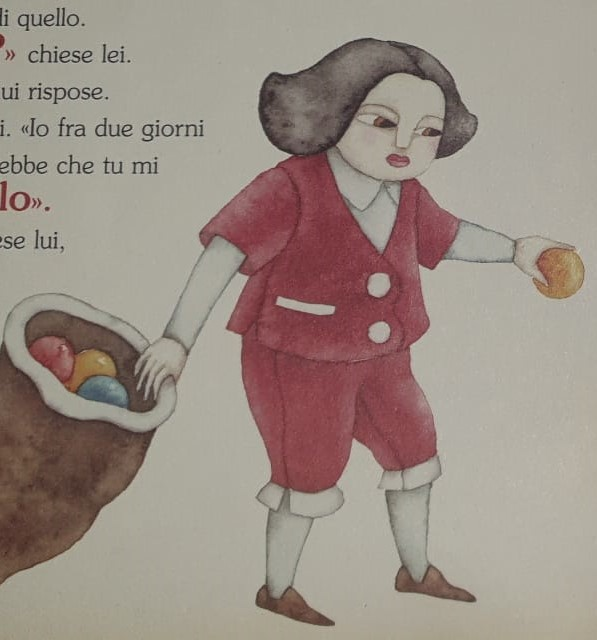 di quello.
?» chiese lei.
ui rispose.
i. «Io fra due giorni
ebbe che tu mi
lo».
ese lui,